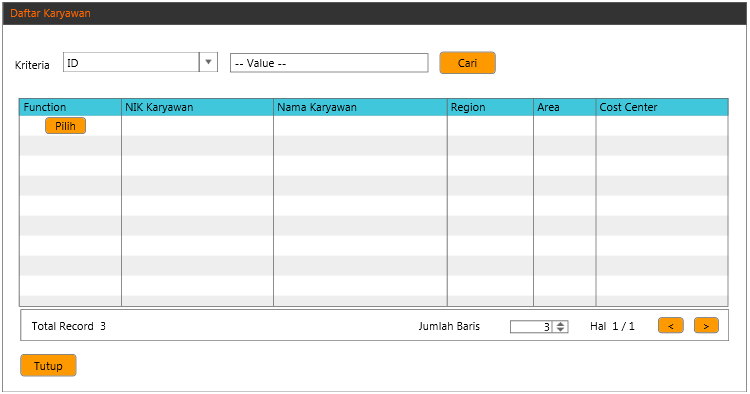 Daftar Karyawan
Kriteria ID -- Value -- Cari
Function NIK Karyawan Nama Karyawan Region Area Cost Center
Pilih
Total Record 3 Jumlah Baris 3 Hal 1 / 1 < >
Tutup